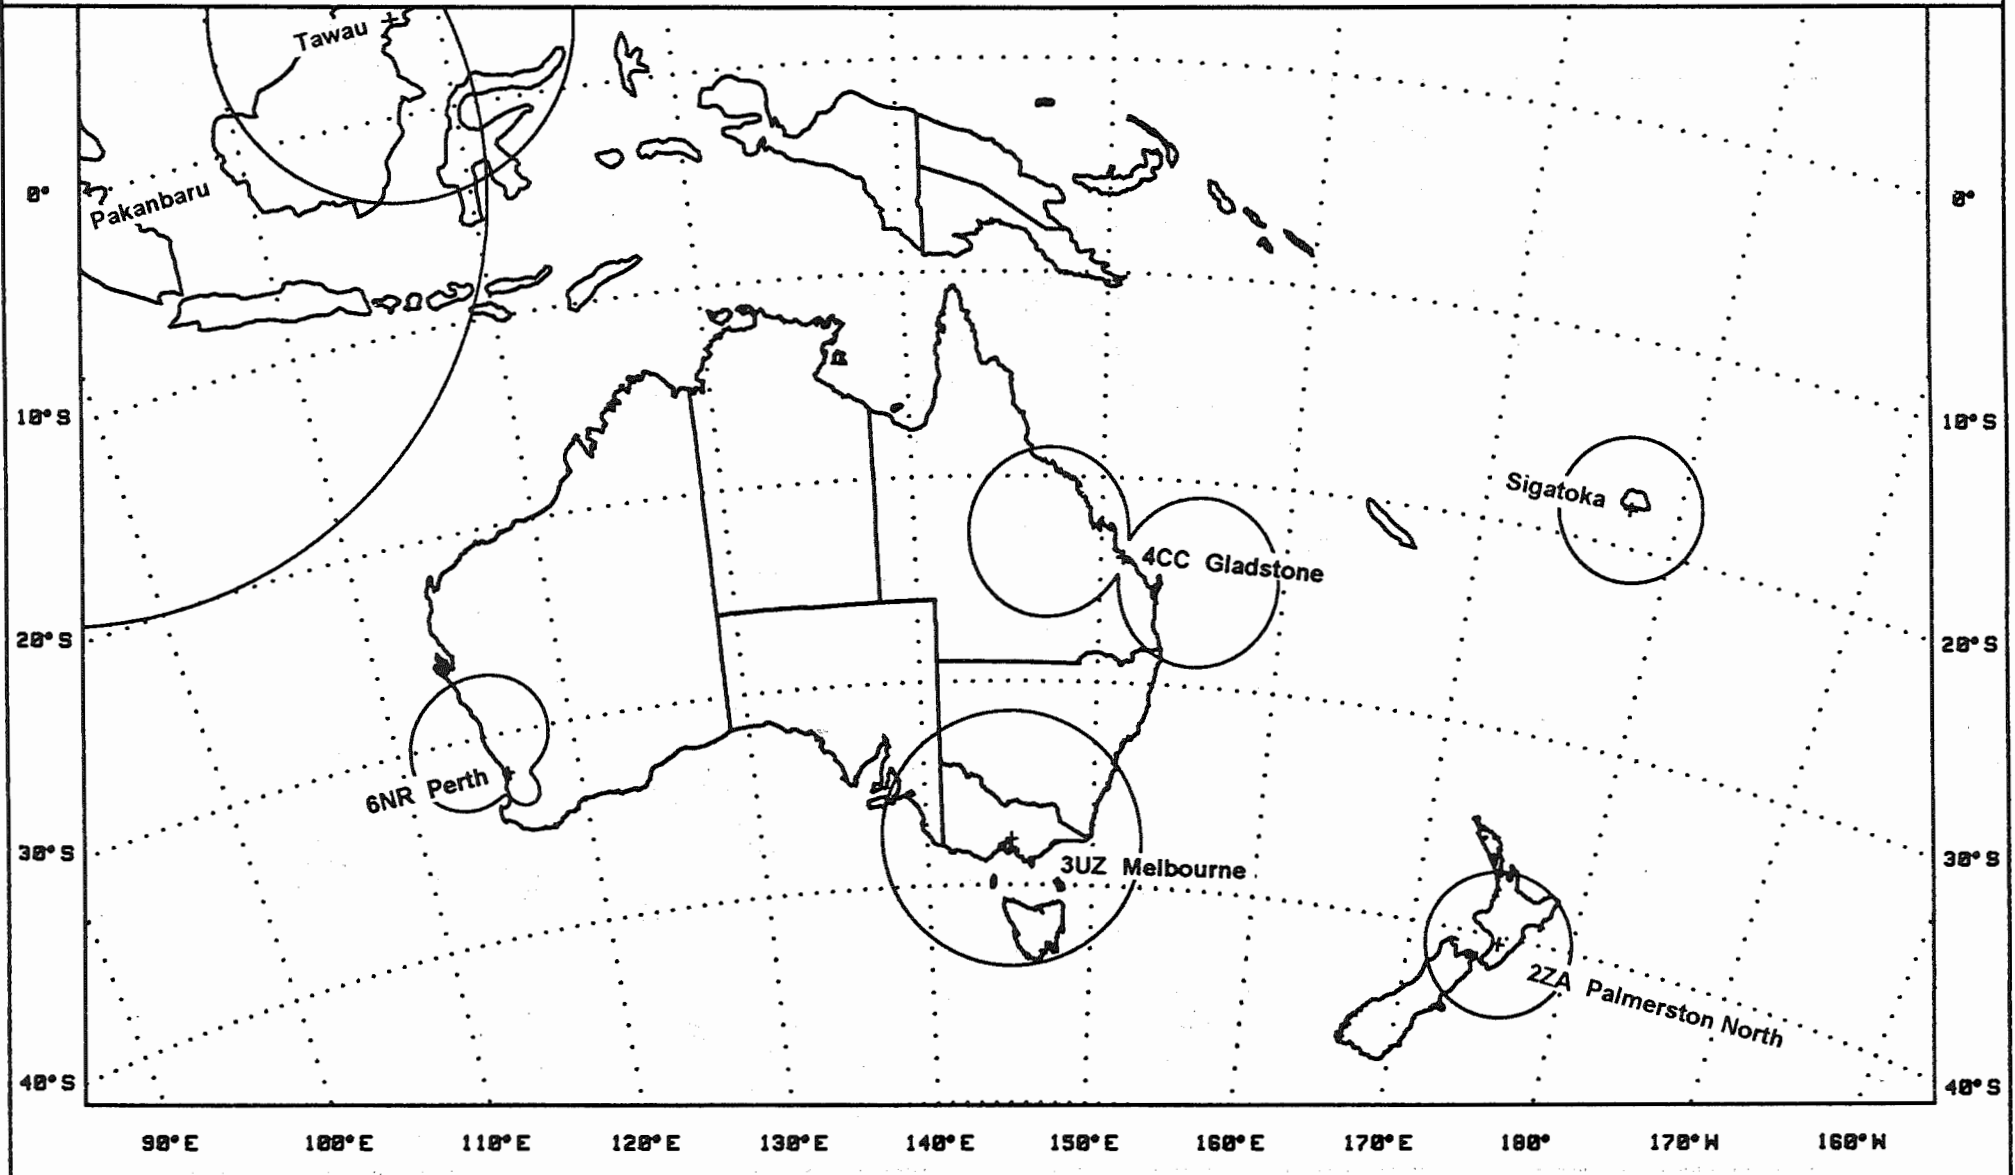 Tawau
Pakanbaru
0°
0°
10°S
10°S
Sigatoka
4CC Gladstone
20°S
20°S
6NR Perth
30°S
30°S
3UZ Melbourne
2ZA Palmerston North
40°S
40°S
90°E 100°E 110°E 120°E 130°E 140°E 150°E 160°E 170°E 180° 170°W 160°W